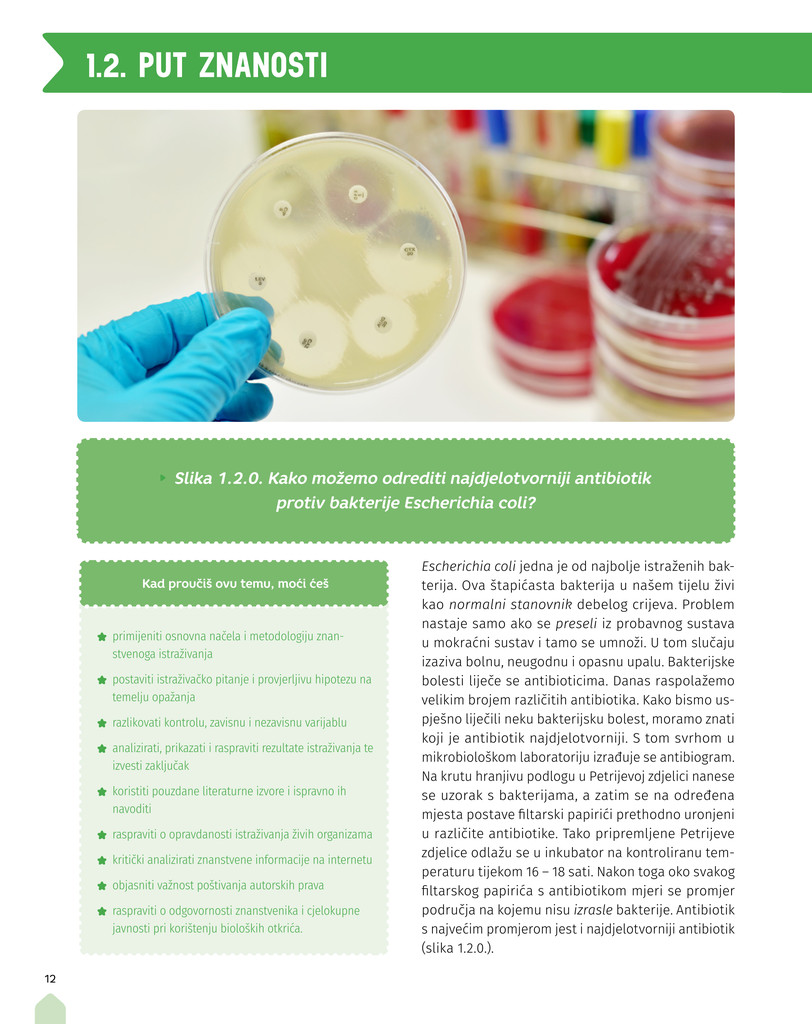 1.2. PUT ZNANOSTI
Slika 1.2.0. Kako možemo odrediti najdjelotvorniji antibiotik
protiv bakterije Escherichia coli?
Kad proučiš ovu temu, moći ćeš
primijeniti osnovna načela i metodologiju znan-
stvenoga istraživanja
postaviti istraživačko pitanje i provjerljivu hipotezu na
temelju opažanja
razlikovati kontrolu, zavisnu i nezavisnu varijablu
analizirati, prikazati i raspraviti rezultate istraživanja te
izvesti zaključak
koristiti pouzdane literaturne izvore i ispravno ih
navoditi
raspraviti o opravdanosti istraživanja živih organizama
kritički analizirati znanstvene informacije na internetu
objasniti važnost poštivanja autorskih prava
raspraviti o odgovornosti znanstvenika i cjelokupne
javnosti pri korištenju bioloških otkrića.
Escherichia coli jedna je od najbolje istraženih bak-
terija. Ova štapićasta bakterija u našem tijelu živi
kao normalni stanovnik debelog crijeva. Problem
nastaje samo ako se preseli iz probavnog sustava
u mokraćni sustav i tamo se umnoži. U tom slučaju
izaziva bolnu, neugodnu i opasnu upalu. Bakterijske
bolesti liječe se antibioticima. Danas raspolažemo
velikim brojem različitih antibiotika. Kako bismo us-
pješno liječili neku bakterijsku bolest, moramo znati
koji je antibiotik najdjelotvorniji. S tom svrhom u
mikrobiološkom laboratoriju izrađuje se antibiogram.
Na krutu hranjivu podlogu u Petrijevoj zdjelici nanese
se uzorak s bakterijama, a zatim se na određena
mjesta postave filtarski papirići prethodno uronjeni
u različite antibiotike. Tako pripremljene Petrijeve
zdjelice odlažu se u inkubator na kontroliranu tem-
peraturu tijekom 16 – 18 sati. Nakon toga oko svakog
filtarskog papirića s antibiotikom mjeri se promjer
područja na kojemu nisu izrasle bakterije. Antibiotik
s najvećim promjerom jest i najdjelotvorniji antibiotik
(slika 1.2.0.).
12